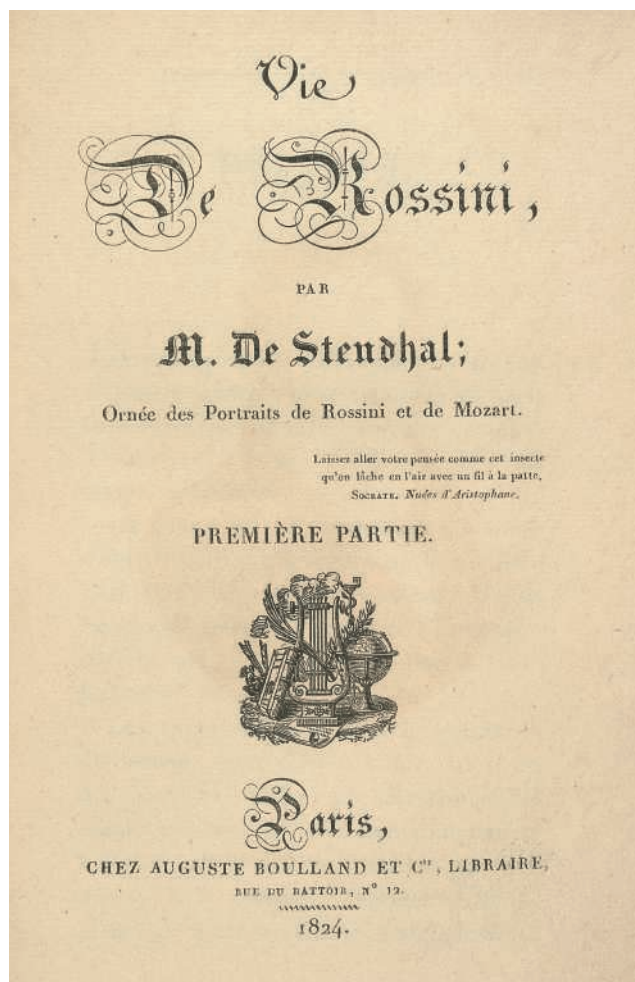 Vie
De Rossini,
PAR
M. De Stendhal;
Ornée des Portraits de Rossini et de Mozart.
Laissez aller votre pensée comme cet insecte
qu'on lâche en l'air avec un fil à la patte,
SOCRATE. Nuées d'Aristophane.
PREMIÈRE PARTIE.
Paris,
CHEZ AUGUSTE BOULLAND ET Cie, LIBRAIRE,
RUE DU BATTOIR, N° 12.
1824.